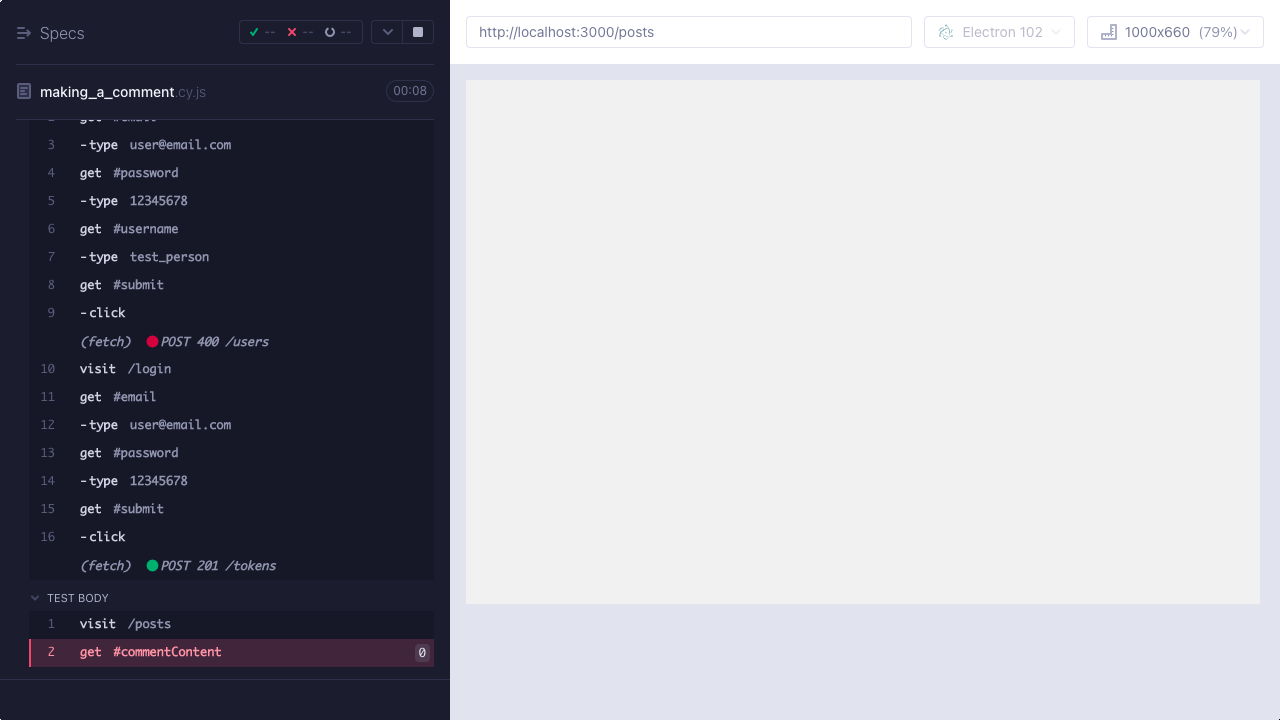 Specs
-- -- --
making_a_comment.cy.js 00:08
2 get #email
3 -type user@email.com
4 get #password
5 -type 12345678
6 get #username
7 -type test_person
8 get #submit
9 -click
(fetch) POST 400 /users
10 visit /login
11 get #email
12 -type user@email.com
13 get #password
14 -type 12345678
15 get #submit
16 -click
(fetch) POST 201 /tokens
TEST BODY
1 visit /posts
2 get #commentContent 0
http://localhost:3000/posts
Electron 102
1000x660 (79%)